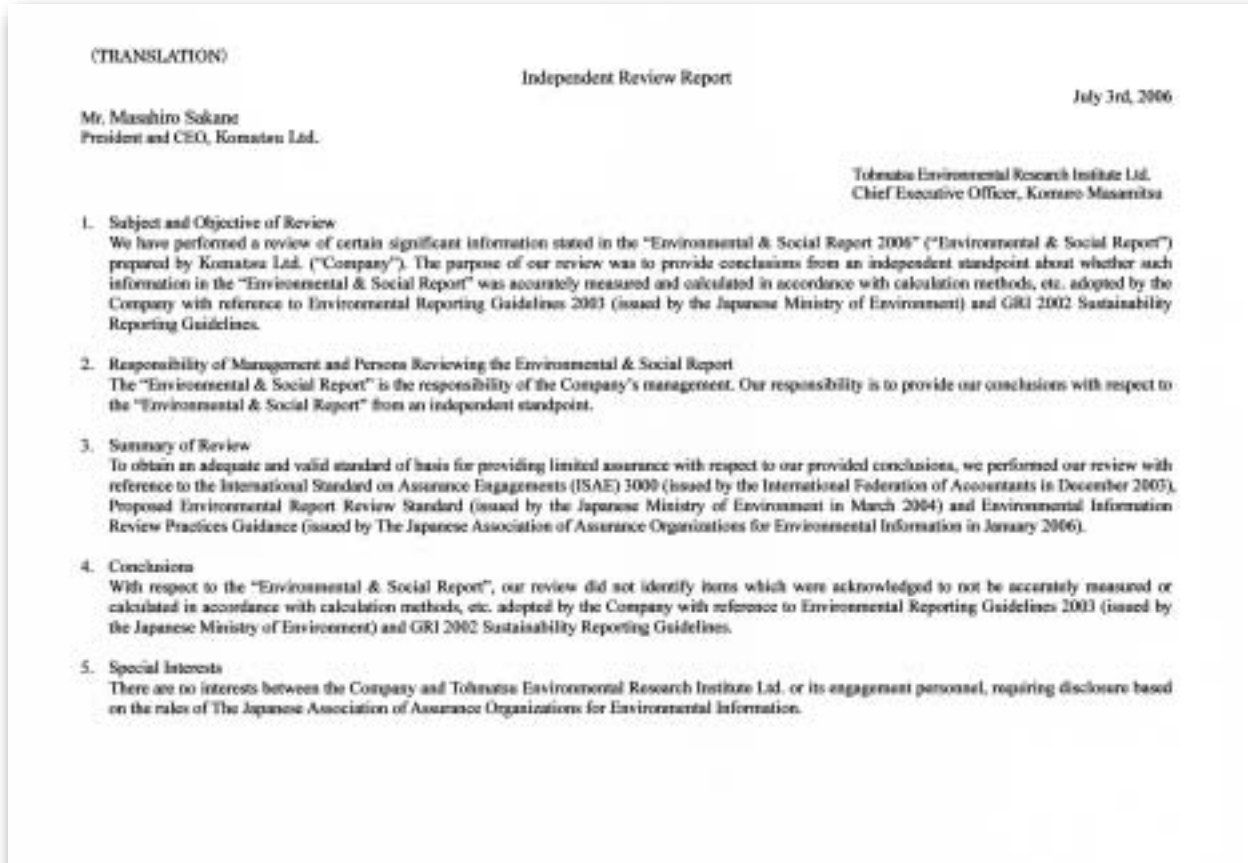 (TRANSLATION)
Independent Review Report
July 3rd, 2006
Mr. Masahiro Sakane
President and CEO, Komatsu Ltd.
Tohmatsu Environmental Research Institute Ltd.
Chief Executive Officer, Komuro Masamitsu
1. Subject and Objective of Review
We have performed a review of certain significant information stated in the “Environmental & Social Report 2006” (“Environmental & Social Report”)
prepared by Komatsu Ltd. (“Company”). The purpose of our review was to provide conclusions from an independent standpoint about whether such
information in the “Environmental & Social Report” was accurately measured and calculated in accordance with calculation methods, etc. adopted by the
Company with reference to Environmental Reporting Guidelines 2003 (issued by the Japanese Ministry of Environment) and GRI 2002 Sustainability
Reporting Guidelines.
2. Responsibility of Management and Persons Reviewing the Environmental & Social Report
The “Environmental & Social Report” is the responsibility of the Company’s management. Our responsibility is to provide our conclusions with respect to
the “Environmental & Social Report” from an independent standpoint.
3. Summary of Review
To obtain an adequate and valid standard of basis for providing limited assurance with respect to our provided conclusions, we performed our review with
reference to the International Standard on Assurance Engagements (ISAE) 3000 (issued by the International Federation of Accountants in December 2003),
Proposed Environmental Report Review Standard (issued by the Japanese Ministry of Environment in March 2004) and Environmental Information
Review Practices Guidance (issued by The Japanese Association of Assurance Organizations for Environmental Information in January 2006).
4. Conclusions
With respect to the “Environmental & Social Report”, our review did not identify items which were acknowledged to not be accurately measured or
calculated in accordance with calculation methods, etc. adopted by the Company with reference to Environmental Reporting Guidelines 2003 (issued by
the Japanese Ministry of Environment) and GRI 2002 Sustainability Reporting Guidelines.
5. Special Interests
There are no interests between the Company and Tohmatsu Environmental Research Institute Ltd. or its engagement personnel, requiring disclosure based
on the rules of The Japanese Association of Assurance Organizations for Environmental Information.